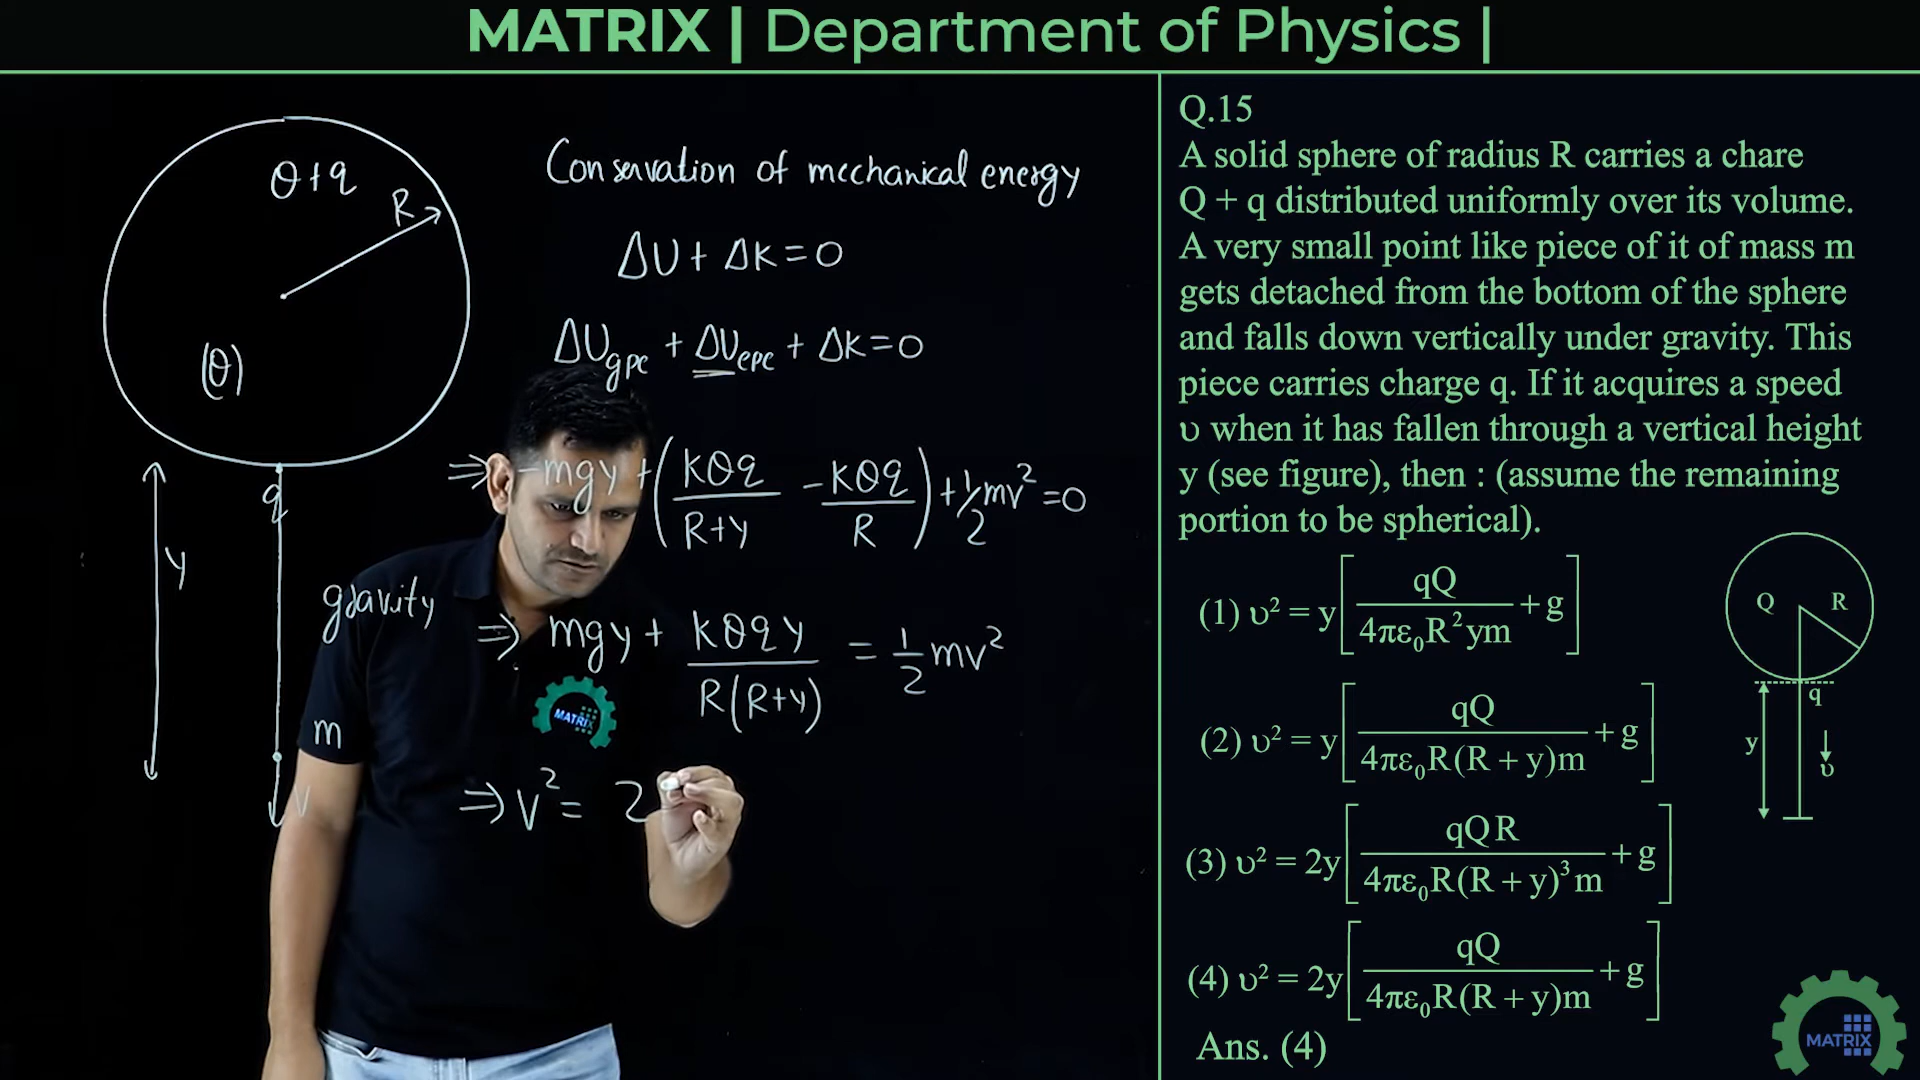 MATRIX | Department of Physics |
Q+q
R
(Q)
q
y
gravity
m
v
Conservation of mechanical energy
ΔU + ΔK = 0
ΔUgpe + ΔUepe + ΔK = 0
⇒ -mgy + (KQq/(R+y) - KQq/R) + 1/2 mv² = 0
⇒ mgy + KQqy/(R(R+y)) = 1/2 mv²
MATRIX
⇒ v² = 2
Q.15
A solid sphere of radius R carries a chare
Q + q distributed uniformly over its volume.
A very small point like piece of it of mass m
gets detached from the bottom of the sphere
and falls down vertically under gravity. This
piece carries charge q. If it acquires a speed
υ when it has fallen through a vertical height
y (see figure), then : (assume the remaining
portion to be spherical).
(1) υ² = y[qQ/(4πε₀R²ym) + g]
(2) υ² = y[qQ/(4πε₀R(R + y)m) + g]
(3) υ² = 2y[qQR/(4πε₀R(R + y)³m) + g]
(4) υ² = 2y[qQ/(4πε₀R(R + y)m) + g]
Ans. (4)
Q
R
q
y
υ
MATRIX